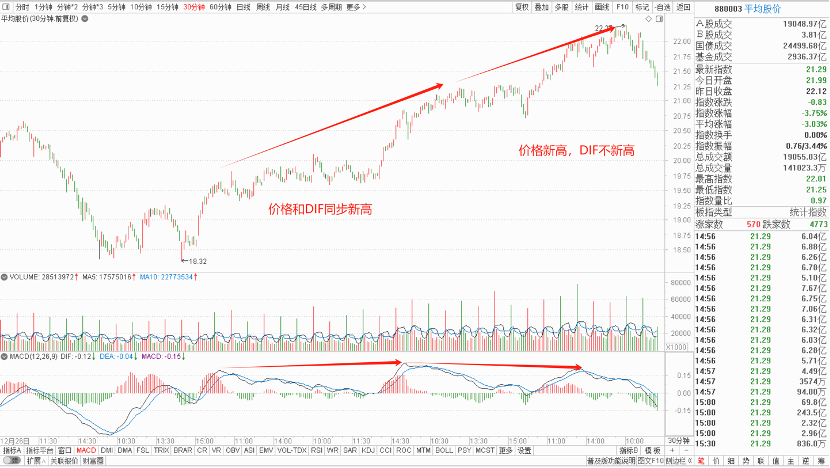 分时 1分钟 分钟*2 分钟*3 5分钟 10分钟 15分钟 30分钟 60分钟 日线 周线 月线 45日线 多周期 更多>
复权 叠加 多股 统计 画线 F10 标记 -自选 返回
880003 平均股价
平均股价(30分钟.前复权)
22.00
21.75
21.50
21.25
21.00
20.75
20.50
20.25
20.00
19.75
19.50
19.25
19.00
18.75
18.50
18.32
价格新高，DIF不新高
价格和DIF同步新高
A股成交 19048.97亿
B股成交 3.81亿
国债成交 24499.68亿
基金成交 2936.37亿
最新指数 21.29
今日开盘 21.99
昨日收盘 22.12
指数涨跌 -0.83
指数涨幅 -3.75%
平均涨幅 -3.03%
指数换手 0.00%
指数振幅 0.76/3.44%
总成交额 19055.03亿
总成交量 141023.3万
最高指数 22.01
最低指数 21.25
指数量比 0.97
板指类型 统计指数
涨家数 570 跌家数 4773
14:56 21.29 6.04亿
14:56 21.29 6.88亿
14:56 21.29 6.26亿
14:56 21.29 6.78亿
14:56 21.29 5.10亿
14:56 21.29 7.67亿
14:56 21.29 6.75亿
14:56 21.29 7.06亿
14:56 21.29 6.31亿
14:56 21.28 6.32亿
14:56 21.29 6.03亿
14:56 21.29 6.20亿
14:56 21.29 5.71亿
14:57 21.29 4.49亿
14:57 21.29 3574万
14:57 21.29 94.00万
15:00 21.29 69.8亿
15:00 21.29 243.5亿
15:00 21.29 2.32亿
15:00 21.29 2.96亿
15:30 21.29 836.0万
VOLUME: 28513972↑ MA5: 17575016↑ MA10: 22773534↑
80000
60000
40000
20000
X1000
MACD(12,26,9) DIF: -0.12↓ DEA: -0.04↓ MACD: -0.15↓
0.15
0.00
-0.15
12月26日 11:30 14:30 10:30 13:30 15:00 11:00 14:00 10:00 11:30 14:30 10:30 13:30 15:00 11:00 14:00 10:00 30分钟
指标A 指标平台 窗口 MACD DMI DMA FSL TRIX BRAR CR VR OBV ASI EMV VOL-TDX RSI WR SAR KDJ CCI ROC MTM BOLL PSY MCST 更多 设置
指标B 模板 + -
扩展∧ 关联报价 财富圈
普及版功能说明 图文F10 侧边栏
笔 价 细 势 联 值 主 逆 筹